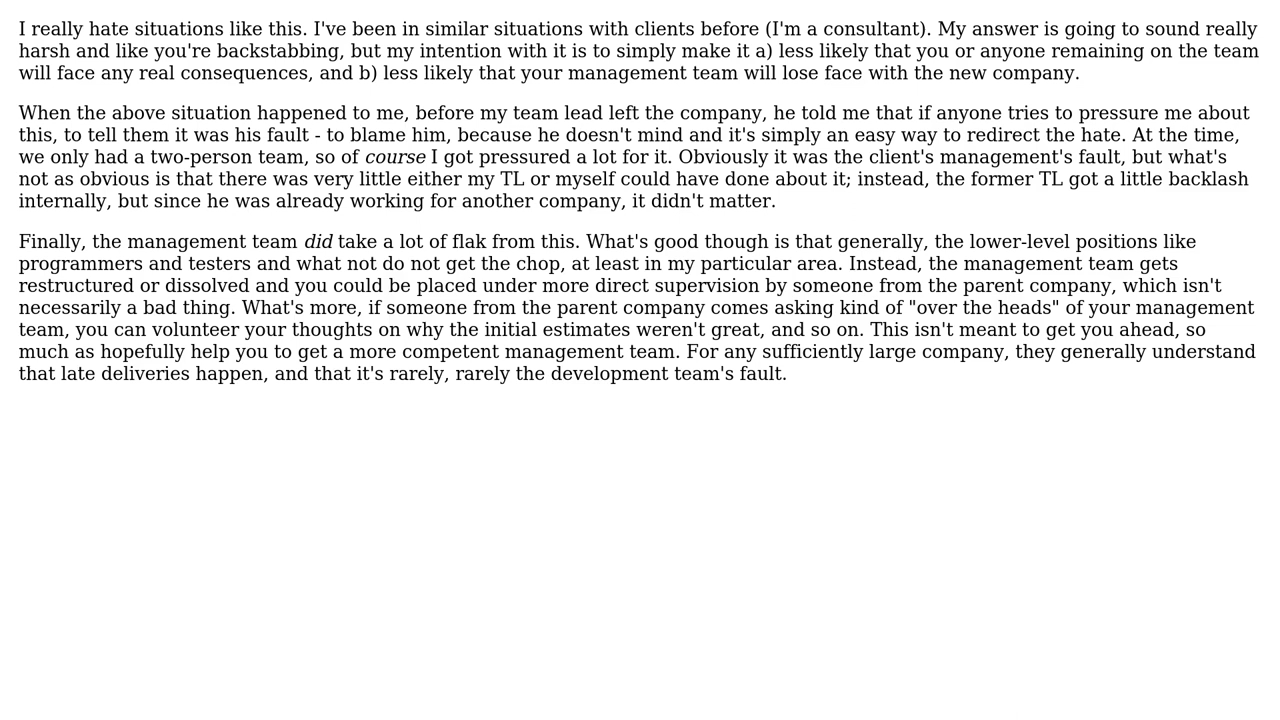 I really hate situations like this. I've been in similar situations with clients before (I'm a consultant). My answer is going to sound really
harsh and like you're backstabbing, but my intention with it is to simply make it a) less likely that you or anyone remaining on the team
will face any real consequences, and b) less likely that your management team will lose face with the new company.
When the above situation happened to me, before my team lead left the company, he told me that if anyone tries to pressure me about
this, to tell them it was his fault - to blame him, because he doesn't mind and it's simply an easy way to redirect the hate. At the time,
we only had a two-person team, so of course I got pressured a lot for it. Obviously it was the client's management's fault, but what's
not as obvious is that there was very little either my TL or myself could have done about it; instead, the former TL got a little backlash
internally, but since he was already working for another company, it didn't matter.
Finally, the management team did take a lot of flak from this. What's good though is that generally, the lower-level positions like
programmers and testers and what not do not get the chop, at least in my particular area. Instead, the management team gets
restructured or dissolved and you could be placed under more direct supervision by someone from the parent company, which isn't
necessarily a bad thing. What's more, if someone from the parent company comes asking kind of "over the heads" of your management
team, you can volunteer your thoughts on why the initial estimates weren't great, and so on. This isn't meant to get you ahead, so
much as hopefully help you to get a more competent management team. For any sufficiently large company, they generally understand
that late deliveries happen, and that it's rarely, rarely the development team's fault.